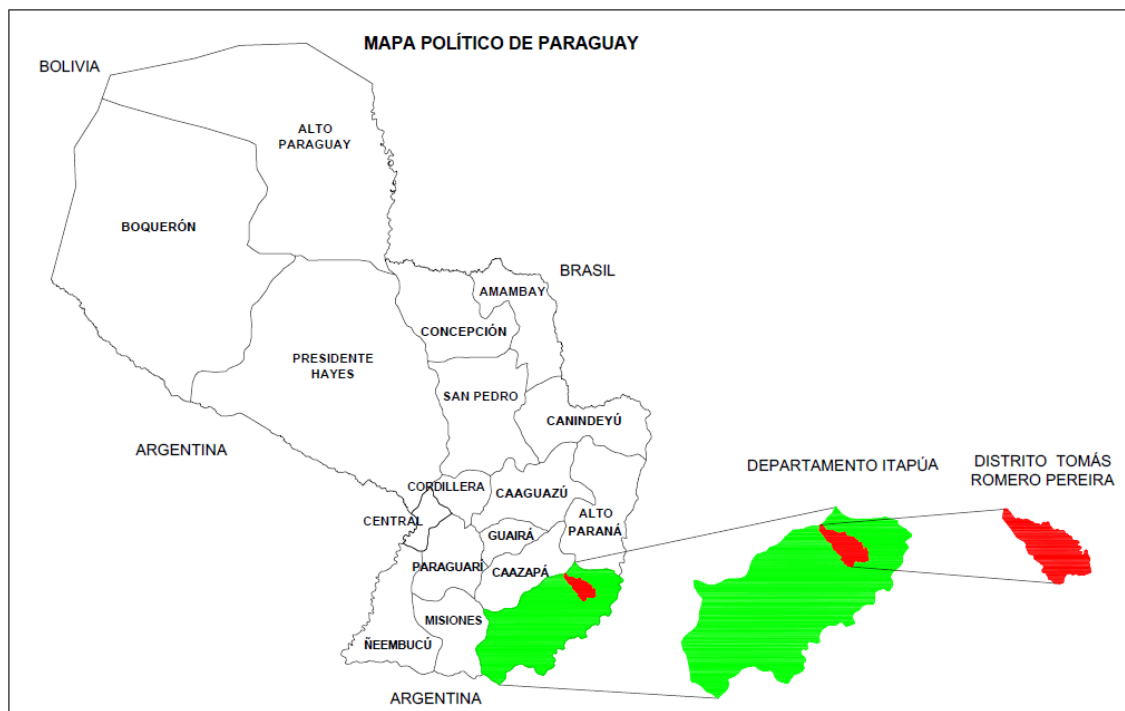 MAPA POLÍTICO DE PARAGUAY
BOLIVIA
ALTO
PARAGUAY
BOQUERÓN
BRASIL
AMAMBAY
CONCEPCIÓN
PRESIDENTE
HAYES
SAN PEDRO
CANINDEYÚ
ARGENTINA
DEPARTAMENTO ITAPÚA
DISTRITO TOMÁS
ROMERO PEREIRA
CORDILLERA
CAAGUAZÚ
CENTRAL
ALTO
PARANÁ
GUAIRÁ
PARAGUARÍ
CAAZAPÁ
MISIONES
ÑEEMBUCÚ
ARGENTINA